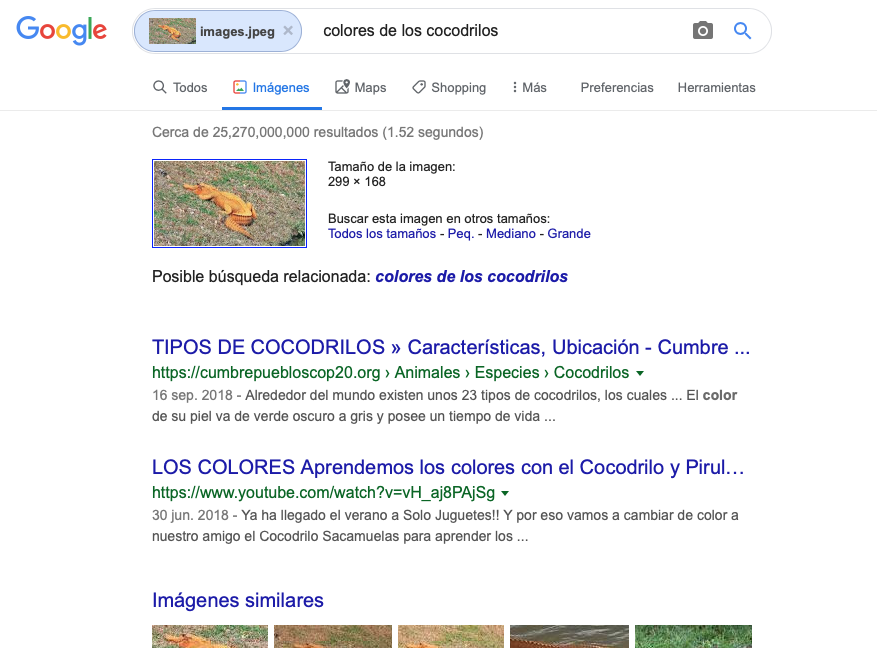 Google
images.jpeg ×
colores de los cocodrilos
Todos
Imágenes
Maps
Shopping
Más
Preferencias
Herramientas
Cerca de 25,270,000,000 resultados (1.52 segundos)
Tamaño de la imagen:
299 × 168
Buscar esta imagen en otros tamaños:
Todos los tamaños - Peq. - Mediano - Grande
Posible búsqueda relacionada: colores de los cocodrilos
TIPOS DE COCODRILOS » Características, Ubicación - Cumbre ...
https://cumbrepuebloscop20.org › Animales › Especies › Cocodrilos
16 sep. 2018 - Alrededor del mundo existen unos 23 tipos de cocodrilos, los cuales ... El color
de su piel va de verde oscuro a gris y posee un tiempo de vida ...
LOS COLORES Aprendemos los colores con el Cocodrilo y Pirul...
https://www.youtube.com/watch?v=vH_aj8PAjSg
30 jun. 2018 - Ya ha llegado el verano a Solo Juguetes!! Y por eso vamos a cambiar de color a
nuestro amigo el Cocodrilo Sacamuelas para aprender los ...
Imágenes similares